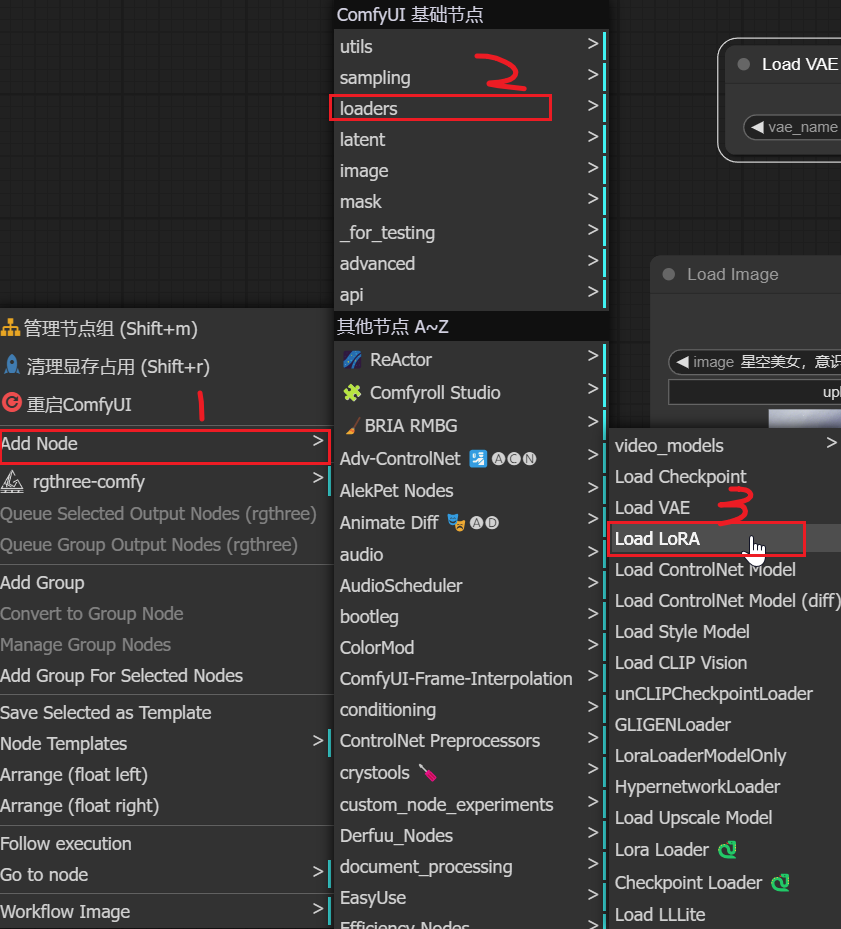 ComfyUI 基础节点
utils >
sampling >
loaders >
latent >
image >
mask >
_for_testing >
advanced >
api >
2
其他节点 A~Z
ReActor >
Comfyroll Studio >
BRIA RMBG >
Adv-ControlNet 🛂🅐🅒🅝 >
AlekPet Nodes >
Animate Diff 🎭🅐🅓 >
audio >
AudioScheduler >
bootleg >
ColorMod >
ComfyUI-Frame-Interpolation >
conditioning >
ControlNet Preprocessors >
crystools >
custom_node_experiments >
Derfuu_Nodes >
document_processing >
EasyUse >
Efficiency Nodes >
管理节点组 (Shift+m)
清理显存占用 (Shift+r)
重启ComfyUI
1
Add Node >
rgthree-comfy >
Queue Selected Output Nodes (rgthree)
Queue Group Output Nodes (rgthree)
Add Group
Convert to Group Node
Manage Group Nodes
Add Group For Selected Nodes
Save Selected as Template
Node Templates >
Arrange (float left)
Arrange (float right)
Follow execution
Go to node >
Workflow Image >
Load VAE
vae_name
Load Image
image 星空美女，意识
upl
video_models >
Load Checkpoint
Load VAE
3
Load LoRA
Load ControlNet Model
Load ControlNet Model (diff)
Load Style Model
Load CLIP Vision
unCLIPCheckpointLoader
GLIGENLoader
LoraLoaderModelOnly
HypernetworkLoader
Load Upscale Model
Lora Loader
Checkpoint Loader
Load LLLite